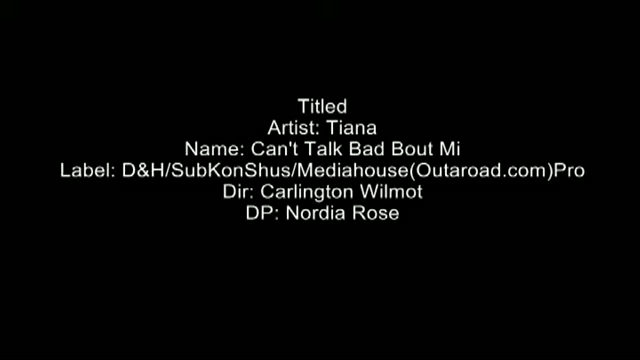 Titled
Artist: Tiana
Name: Can't Talk Bad Bout Mi
Label: D&H/SubKonShus/Mediahouse(Outaroad.com)Pro
Dir: Carlington Wilmot
DP: Nordia Rose